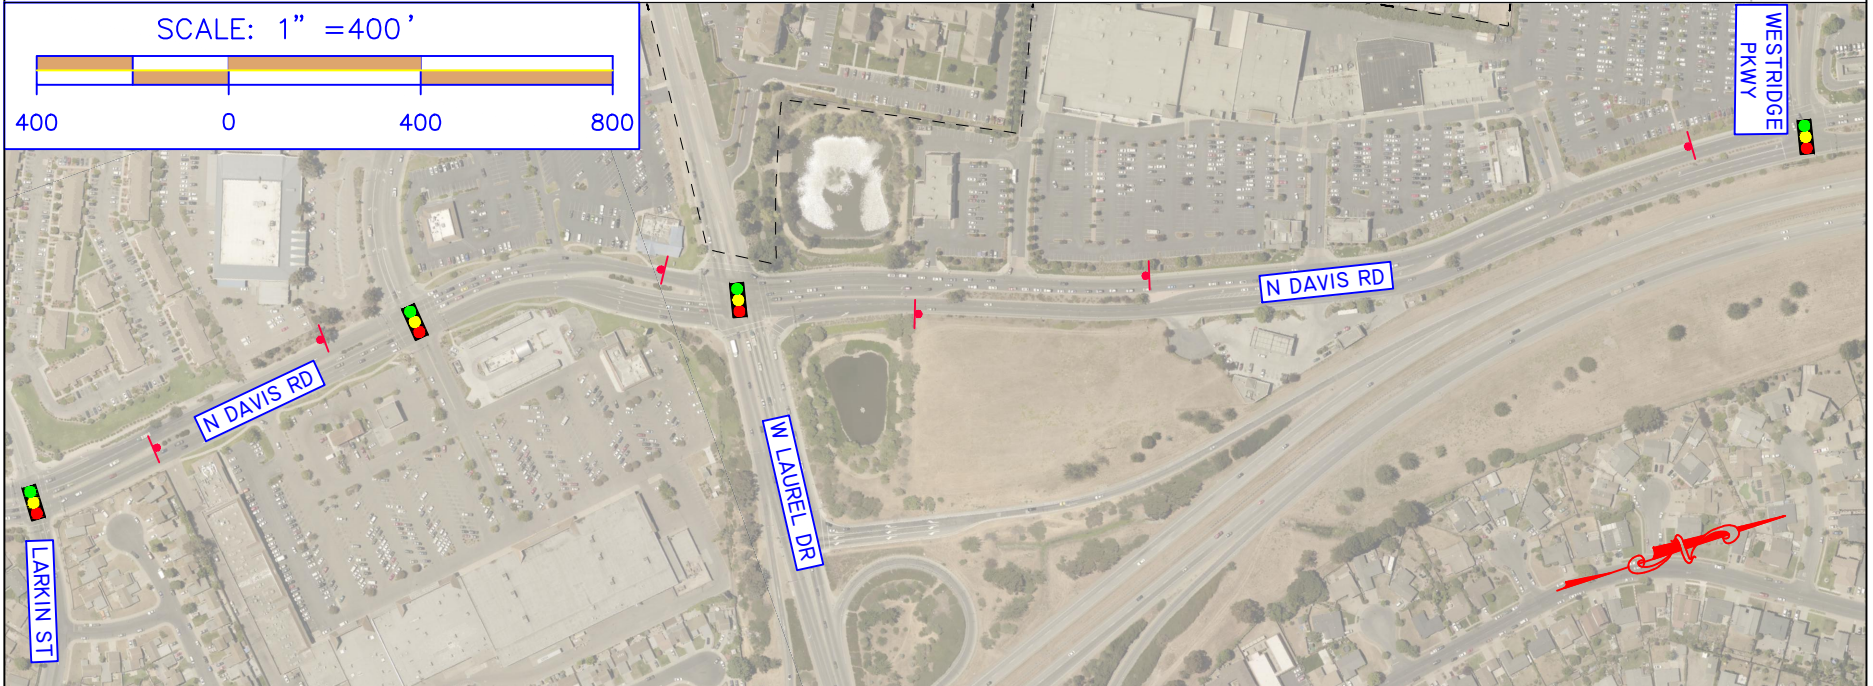 SCALE: 1" =400'
400 0 400 800
WESTRIDGE
PKWY
N DAVIS RD
N DAVIS RD
W LAUREL DR
LARKIN ST